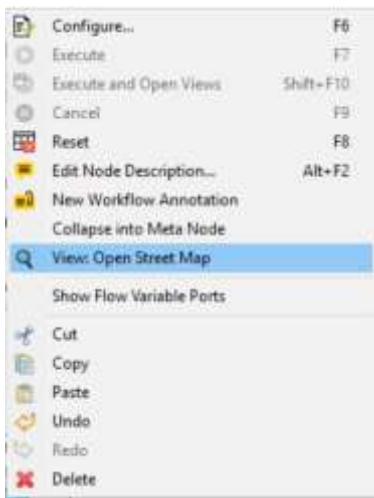 Configure... F6
Execute F7
Execute and Open Views Shift+F10
Cancel F9
Reset F8
Edit Node Description... Alt+F2
New Workflow Annotation
Collapse into Meta Node
View: Open Street Map
Show Flow Variable Ports
Cut
Copy
Paste
Undo
Redo
Delete